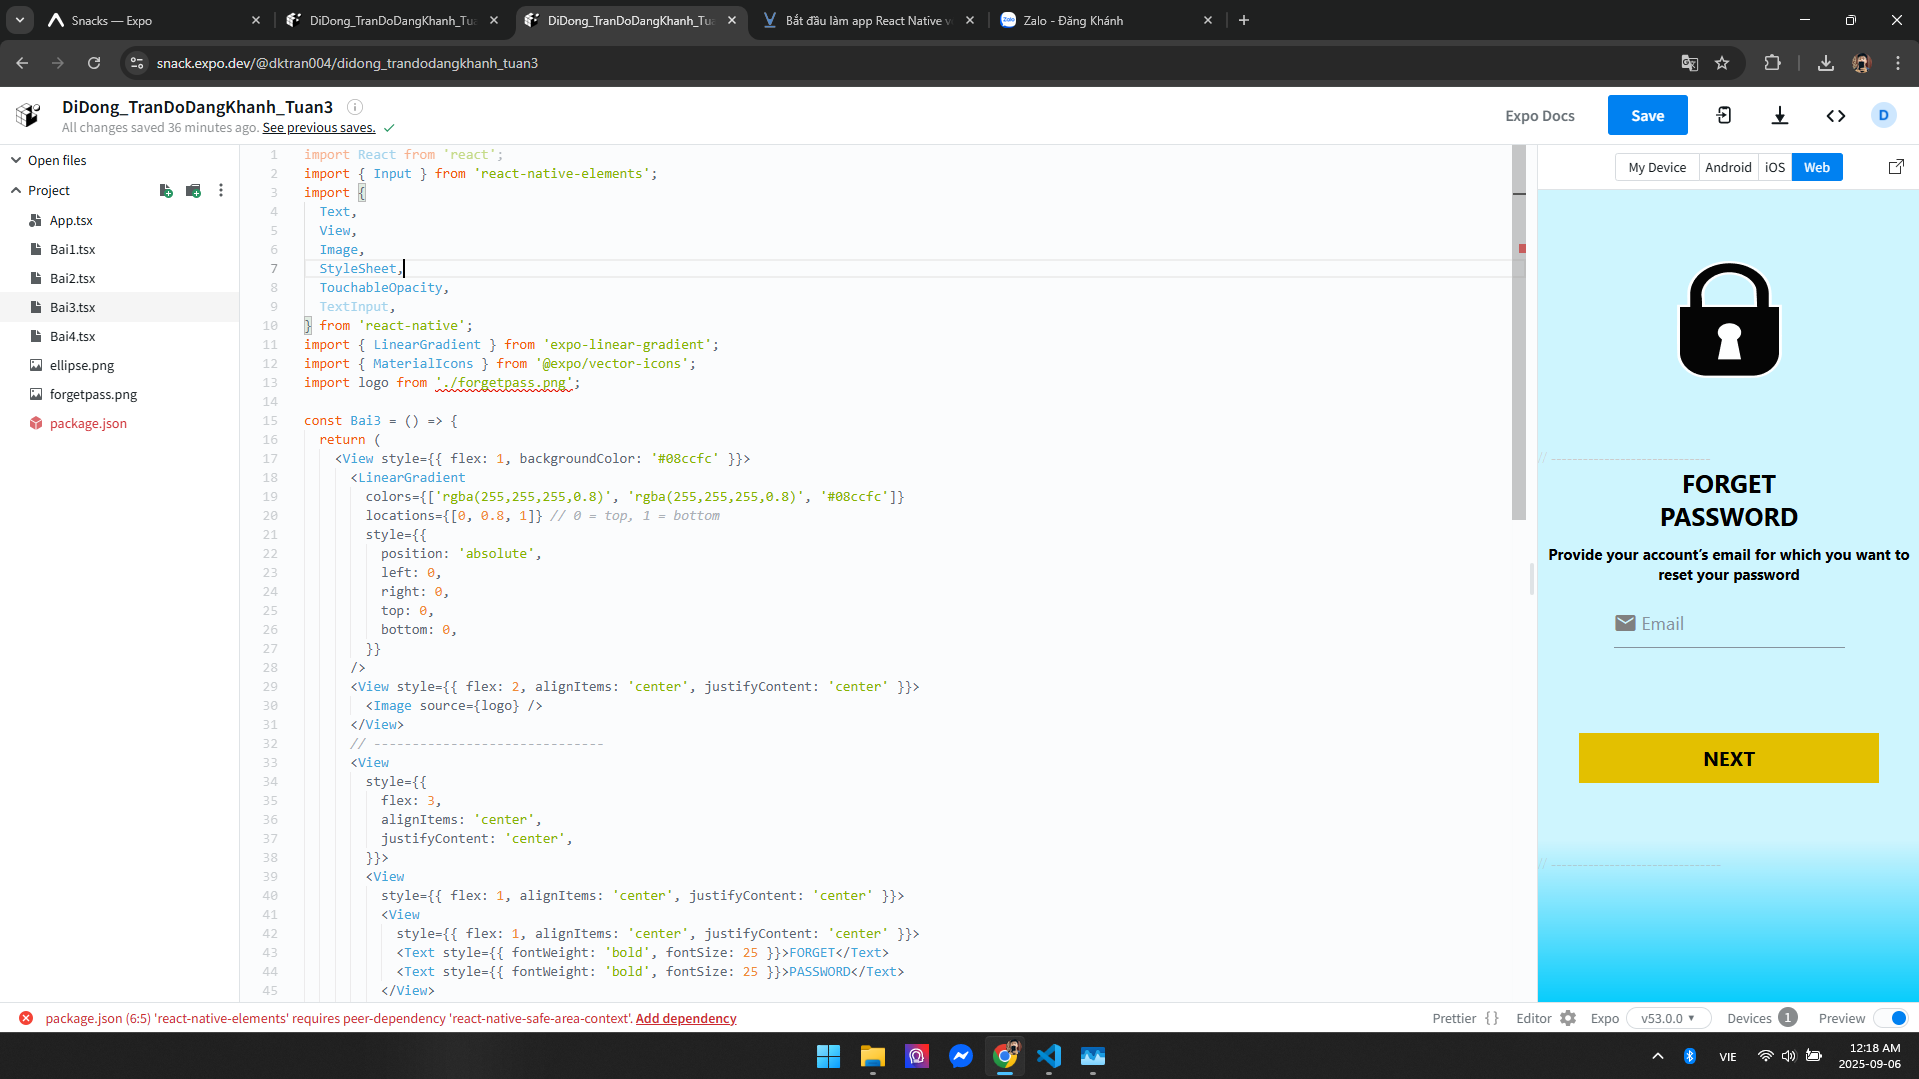 Snacks — Expo
DiDong_TranDoDangKhanh_Tua
DiDong_TranDoDangKhanh_Tua
Bắt đầu làm app React Native v
Zalo - Đăng Khánh
snack.expo.dev/@dktran004/didong_trandodangkhanh_tuan3
DiDong_TranDoDangKhanh_Tuan3
All changes saved 36 minutes ago. See previous saves.
Expo Docs
Save
D
Open files
Project
App.tsx
Bai1.tsx
Bai2.tsx
Bai3.tsx
Bai4.tsx
ellipse.png
forgetpass.png
package.json
1 import React from 'react';
2 import { Input } from 'react-native-elements';
3 import {
4 Text,
5 View,
6 Image,
7 StyleSheet,
8 TouchableOpacity,
9 TextInput,
10 } from 'react-native';
11 import { LinearGradient } from 'expo-linear-gradient';
12 import { MaterialIcons } from '@expo/vector-icons';
13 import logo from './forgetpass.png';
14
15 const Bai3 = () => {
16 return (
17 <View style={{ flex: 1, backgroundColor: '#08ccfc' }}>
18 <LinearGradient
19 colors={['rgba(255,255,255,0.8)', 'rgba(255,255,255,0.8)', '#08ccfc']}
20 locations={[0, 0.8, 1]} // 0 = top, 1 = bottom
21 style={{
22 position: 'absolute',
23 left: 0,
24 right: 0,
25 top: 0,
26 bottom: 0,
27 }}
28 />
29 <View style={{ flex: 2, alignItems: 'center', justifyContent: 'center' }}>
30 <Image source={logo} />
31 </View>
32 // ------------------------------
33 <View
34 style={{
35 flex: 3,
36 alignItems: 'center',
37 justifyContent: 'center',
38 }}>
39 <View
40 style={{ flex: 1, alignItems: 'center', justifyContent: 'center' }}>
41 <View
42 style={{ flex: 1, alignItems: 'center', justifyContent: 'center' }}>
43 <Text style={{ fontWeight: 'bold', fontSize: 25 }}>FORGET</Text>
44 <Text style={{ fontWeight: 'bold', fontSize: 25 }}>PASSWORD</Text>
45 </View>
My Device
Android
iOS
Web
// ------------------------------
FORGET
PASSWORD
Provide your account’s email for which you want to
reset your password
Email
NEXT
// --------------------------------
package.json (6:5) 'react-native-elements' requires peer-dependency 'react-native-safe-area-context'. Add dependency
Prettier { }
Editor
Expo
v53.0.0
Devices 1
Preview
VIE
12:18 AM
2025-09-06